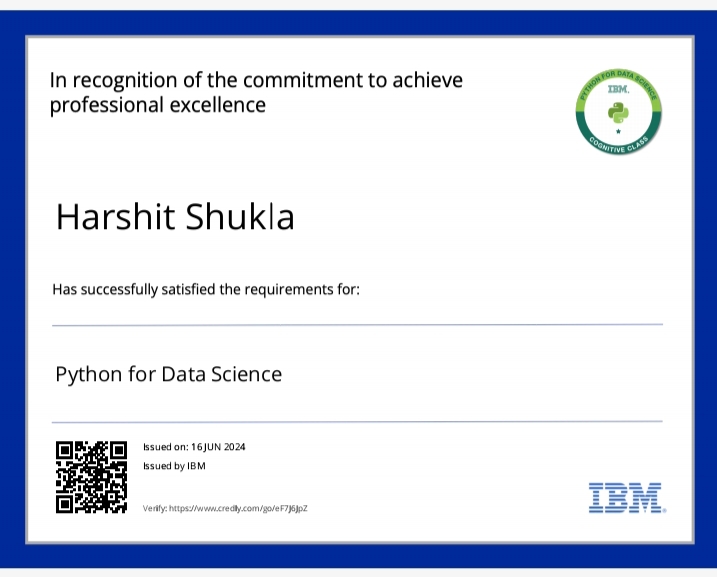 In recognition of the commitment to achieve
professional excellence
PYTHON FOR DATA SCIENCE
IBM.
COGNITIVE CLASS
Harshit Shukla
Has successfully satisfied the requirements for:
Python for Data Science
Issued on: 16 JUN 2024
Issued by IBM
Verify: https://www.credly.com/go/eF7J6JpZ
IBM®